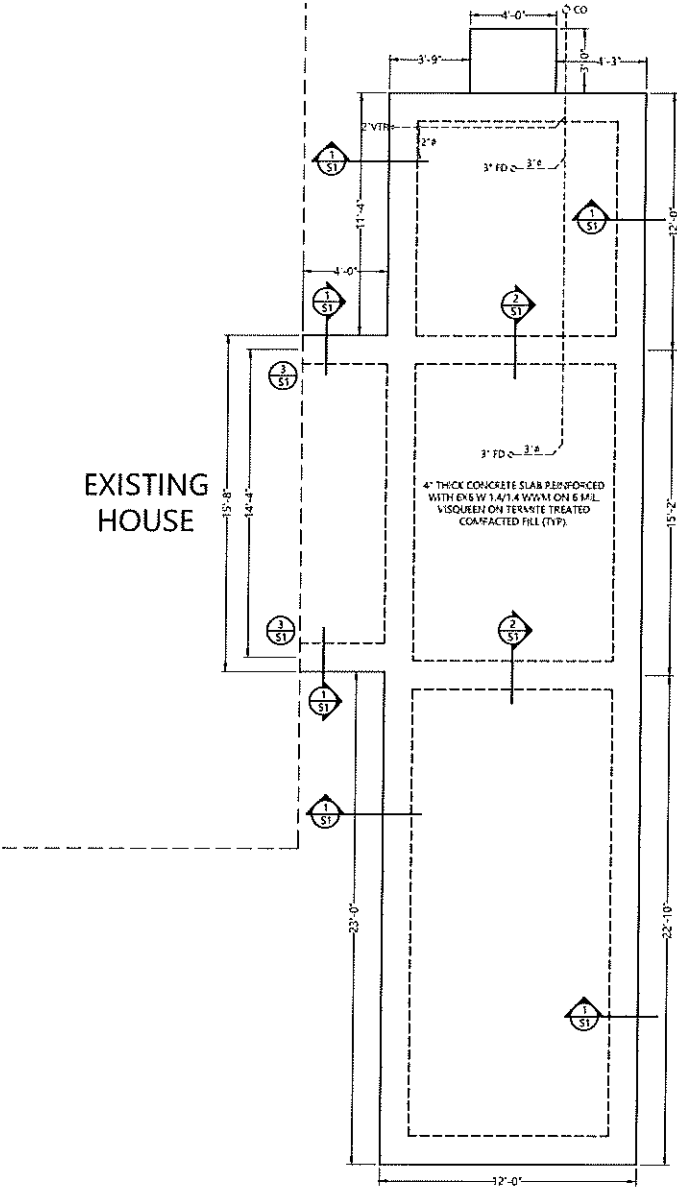 4'-0"
CO
3'-9"
3'-0"
4'-3"
2" VTR
2"ø
1
S1
3" FD
3"ø
11'-4"
1
S1
12'-0"
4'-0"
1
S1
2
S1
3
S1
3" FD
3"ø
EXISTING
HOUSE
15'-8"
14'-4"
4" THICK CONCRETE SLAB REINFORCED
WITH 6X6 W 1.4/1.4 WWM ON 6 MIL.
VISQUEEN ON TERMITE TREATED
COMPACTED FILL (TYP).
15'-2"
3
S1
2
S1
1
S1
1
S1
23'-0"
22'-10"
1
S1
12'-0"